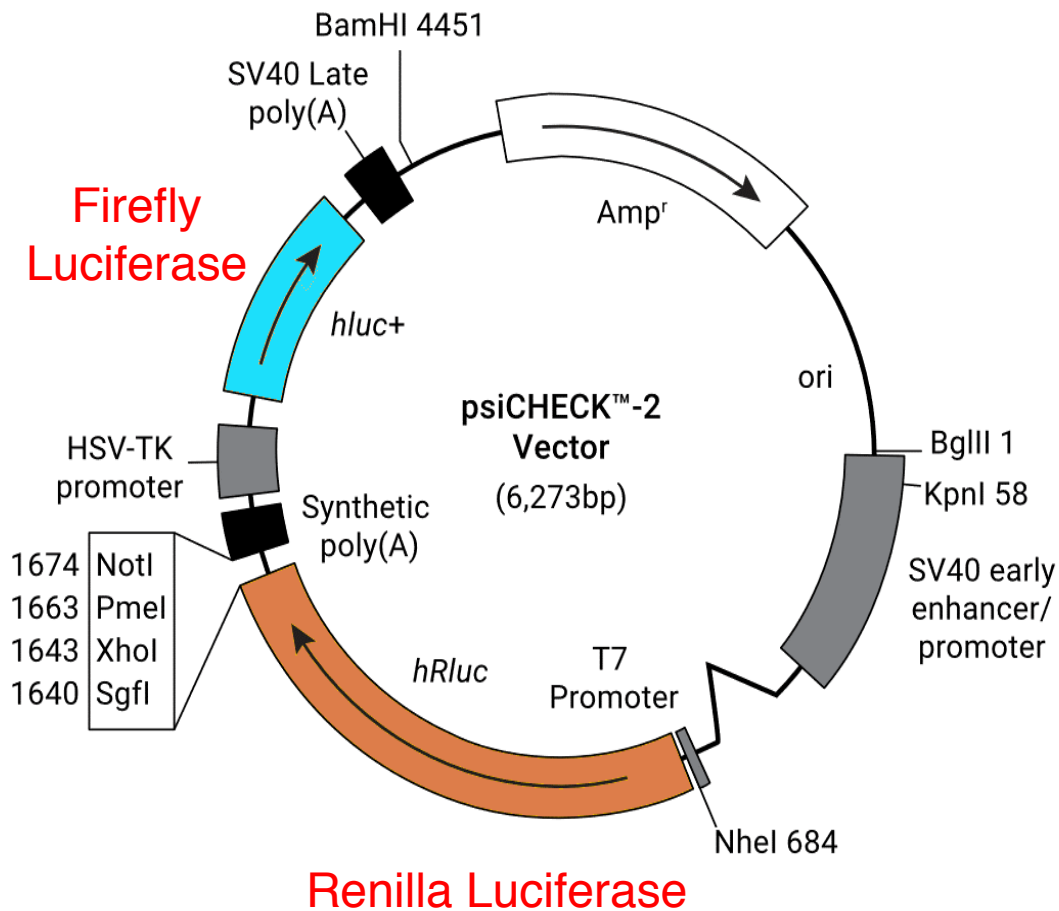 BamHI 4451
SV40 Late
poly(A)
Firefly
Luciferase
Ampʳ
hluc+
ori
psiCHECK™-2
Vector
(6,273bp)
BglII 1
KpnI 58
HSV-TK
promoter
Synthetic
poly(A)
1674 NotI
1663 PmeI
1643 XhoI
1640 SgfI
SV40 early
enhancer/
promoter
hRluc
T7
Promoter
NheI 684
Renilla Luciferase